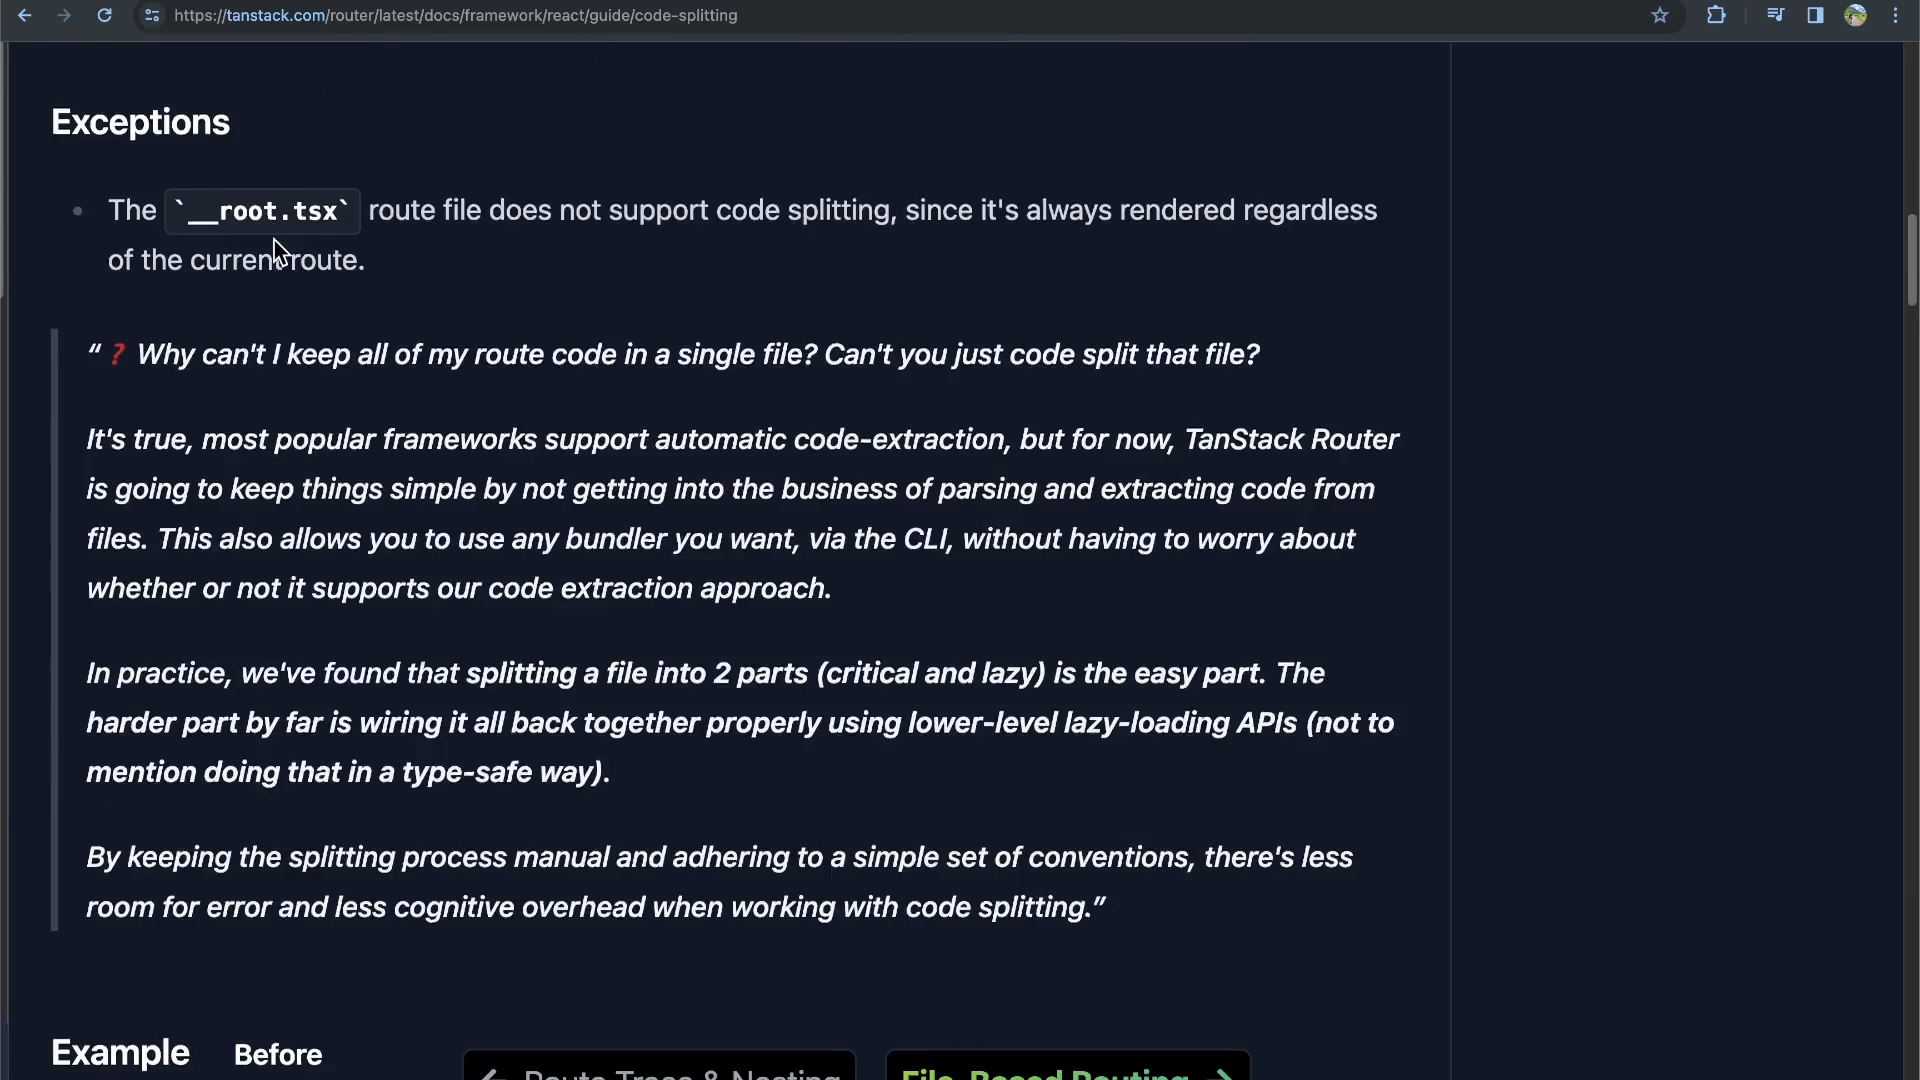 https://tanstack.com/router/latest/docs/framework/react/guide/code-splitting
Exceptions
The `__root.tsx` route file does not support code splitting, since it's always rendered regardless
of the current route.
“ ❓ Why can't I keep all of my route code in a single file? Can't you just code split that file?
It's true, most popular frameworks support automatic code-extraction, but for now, TanStack Router
is going to keep things simple by not getting into the business of parsing and extracting code from
files. This also allows you to use any bundler you want, via the CLI, without having to worry about
whether or not it supports our code extraction approach.
In practice, we've found that splitting a file into 2 parts (critical and lazy) is the easy part. The
harder part by far is wiring it all back together properly using lower-level lazy-loading APIs (not to
mention doing that in a type-safe way).
By keeping the splitting process manual and adhering to a simple set of conventions, there's less
room for error and less cognitive overhead when working with code splitting.”
Example Before
← Route Trees & Nesting
File-Based Routing →